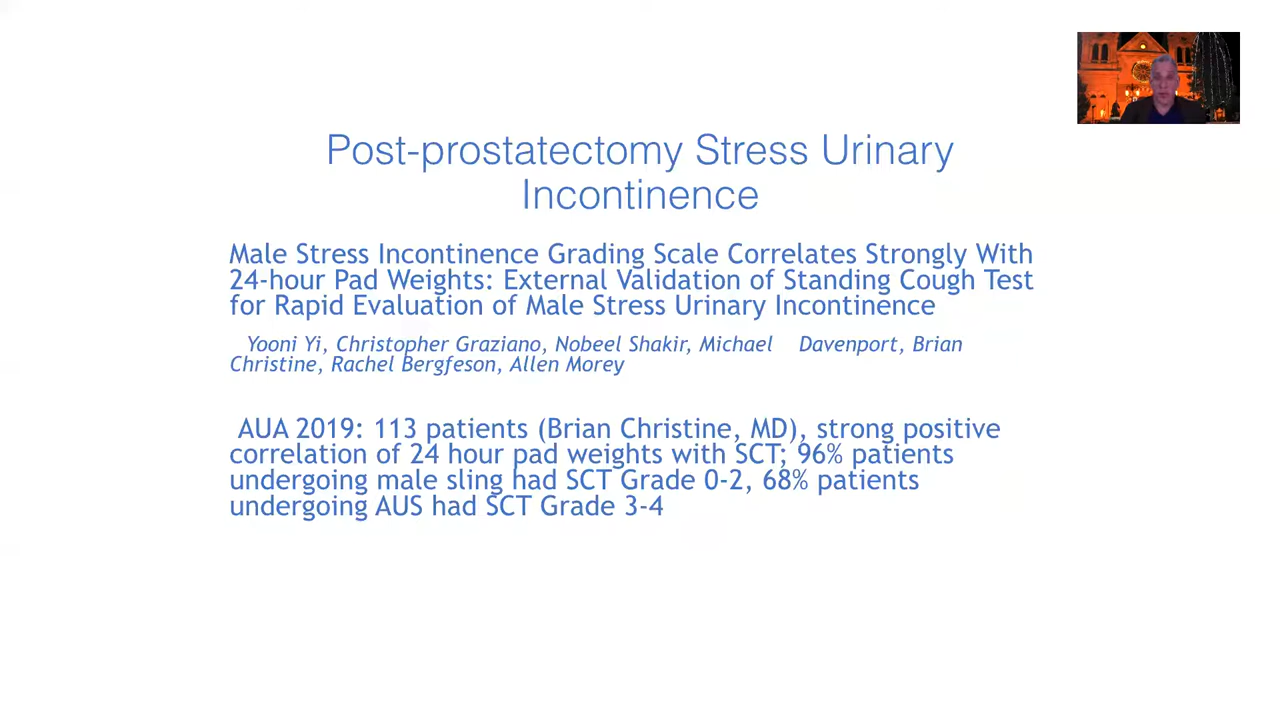 Post-prostatectomy Stress Urinary
Incontinence
Male Stress Incontinence Grading Scale Correlates Strongly With
24-hour Pad Weights: External Validation of Standing Cough Test
for Rapid Evaluation of Male Stress Urinary Incontinence
Yooni Yi, Christopher Graziano, Nobeel Shakir, Michael Davenport, Brian
Christine, Rachel Bergfeson, Allen Morey
AUA 2019: 113 patients (Brian Christine, MD), strong positive
correlation of 24 hour pad weights with SCT; 96% patients
undergoing male sling had SCT Grade 0-2, 68% patients
undergoing AUS had SCT Grade 3-4